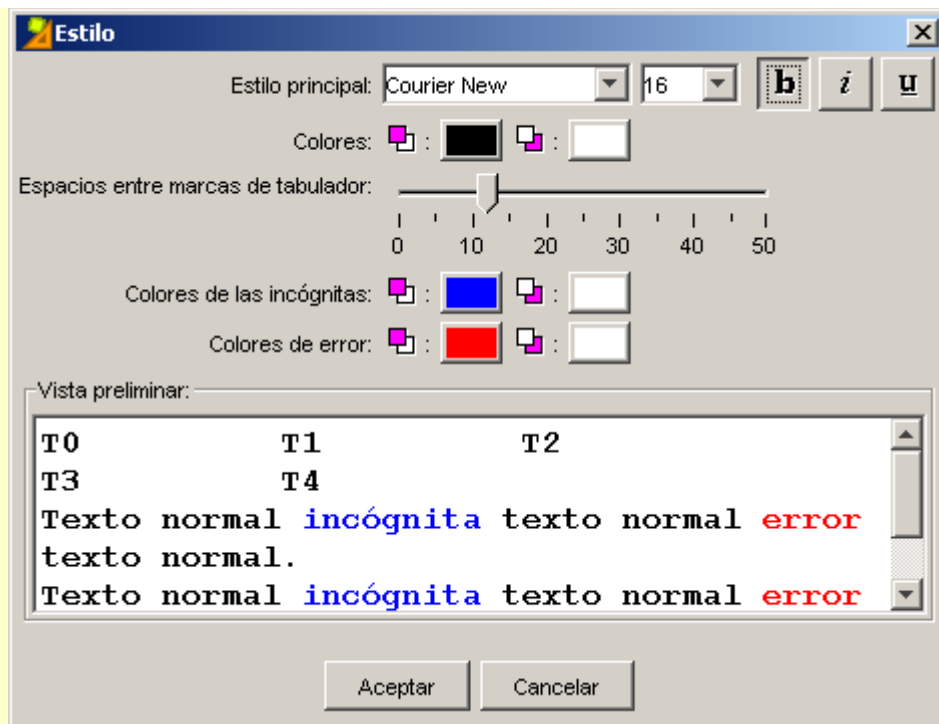 Estilo
Estilo principal: Courier New 16 b i u
Colores: : :
Espacios entre marcas de tabulador:
0 10 20 30 40 50
Colores de las incógnitas: : :
Colores de error: : :
Vista preliminar:
T0 T1 T2
T3 T4
Texto normal incógnita texto normal error
texto normal.
Texto normal incógnita texto normal error
Aceptar Cancelar